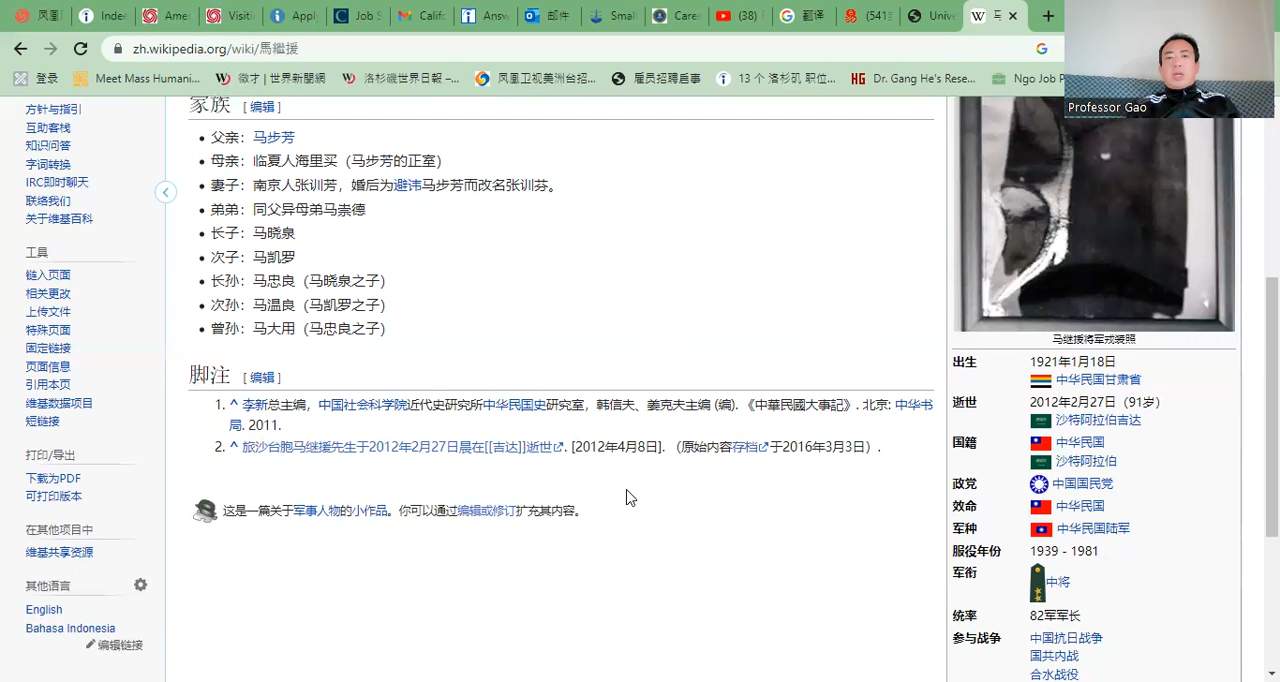 凤凰
Index
Ame
Visiti
Appl
Job S
Calif
Answ
邮件
Smal
Care
(38)
翻译
(541
Univ
zh.wikipedia.org/wiki/馬繼援
登录
Meet Mass Humani...
徵才 | 世界新聞網
洛杉磯世界日報 –...
凤凰卫视美洲台招...
雇员招聘启事
13 个 洛杉矶 职位...
HG Dr. Gang He's Rese...
Ngo Job P
Professor Gao
方针与指引
互助客栈
知识问答
字词转换
IRC即时聊天
联络我们
关于维基百科
工具
链入页面
相关更改
上传文件
特殊页面
固定链接
页面信息
引用本页
维基数据项目
短链接
打印/导出
下载为PDF
可打印版本
在其他项目中
维基共享资源
其他语言
English
Bahasa Indonesia
编辑链接
家族 [编辑]
父亲：马步芳
母亲：临夏人海里买（马步芳的正室）
妻子：南京人张训芳，婚后为避讳马步芳而改名张训芬。
弟弟：同父异母弟马崇德
长子：马晓泉
次子：马凯罗
长孙：马忠良（马晓泉之子）
次孙：马温良（马凯罗之子）
曾孙：马大用（马忠良之子）
脚注 [编辑]
1. ^ 李新总主编，中国社会科学院近代史研究所中华民国史研究室，韩信夫、姜克夫主编 (编). 《中華民國大事記》. 北京: 中华书
局. 2011.
2. ^ 旅沙台胞马继援先生于2012年2月27日晨在[[吉达]]逝世. [2012年4月8日]. （原始内容存档于2016年3月3日）.
这是一篇关于军事人物的小作品。你可以通过编辑或修订扩充其内容。
马继援将军戎装照
出生 1921年1月18日
中华民国甘肃省
逝世 2012年2月27日（91岁）
沙特阿拉伯吉达
国籍 中华民国
沙特阿拉伯
政党 中国国民党
效命 中华民国
军种 中华民国陆军
服役年份 1939 - 1981
军衔 中将
统率 82军军长
参与战争 中国抗日战争
国共内战
合水战役